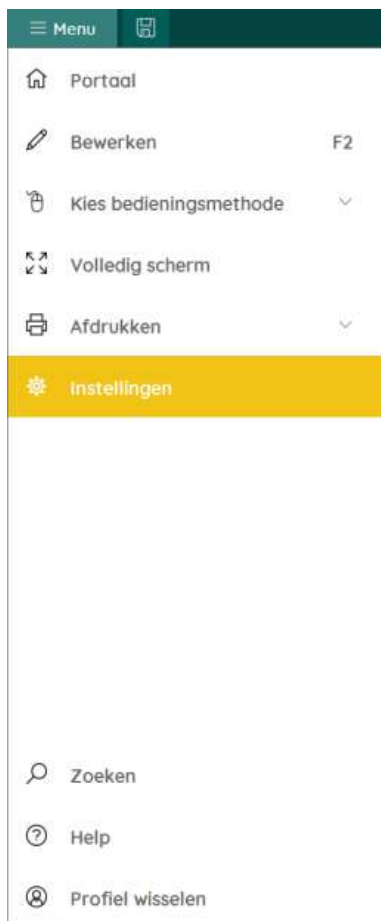 Menu
Portaal
Bewerken F2
Kies bedieningsmethode
Volledig scherm
Afdrukken
Instellingen
Zoeken
Help
Profiel wisselen